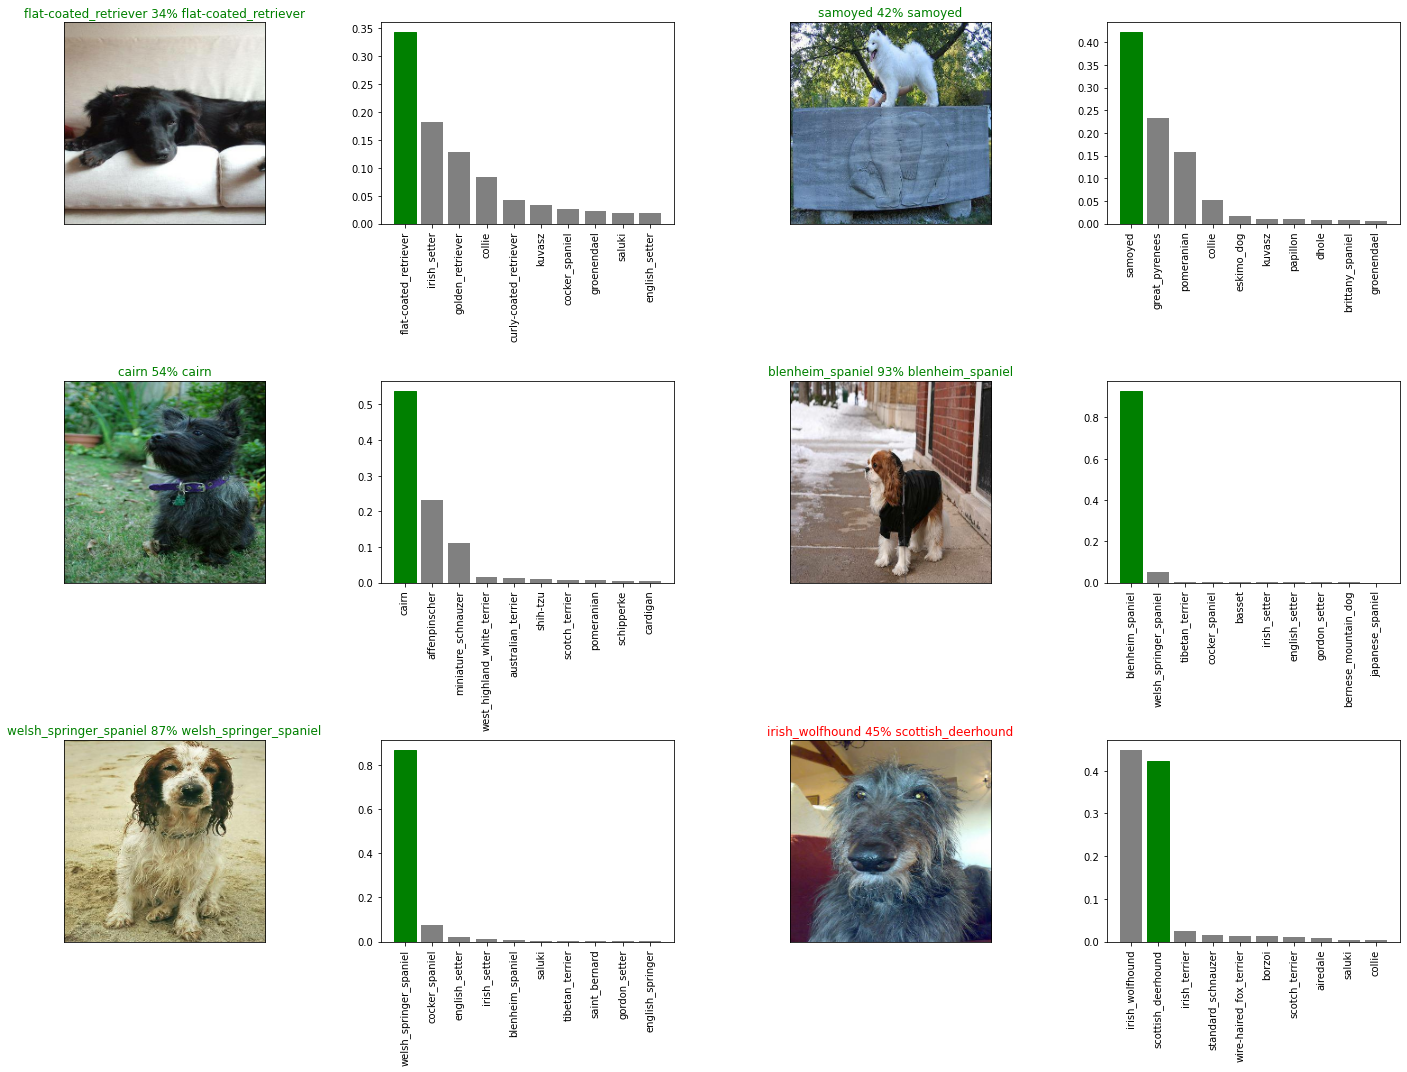 flat-coated_retriever 34% flat-coated_retriever
0.35
0.30
0.25
0.20
0.15
0.10
0.05
0.00
flat-coated_retriever
irish_setter
golden_retriever
collie
curly-coated_retriever
kuvasz
cocker_spaniel
groenendael
saluki
english_setter
samoyed 42% samoyed
0.40
0.35
0.30
0.25
0.20
0.15
0.10
0.05
0.00
samoyed
great_pyrenees
pomeranian
collie
eskimo_dog
kuvasz
papillon
dhole
brittany_spaniel
groenendael
cairn 54% cairn
0.5
0.4
0.3
0.2
0.1
0.0
cairn
affenpinscher
miniature_schnauzer
west_highland_white_terrier
australian_terrier
shih-tzu
scotch_terrier
pomeranian
schipperke
cardigan
blenheim_spaniel 93% blenheim_spaniel
0.8
0.6
0.4
0.2
0.0
blenheim_spaniel
welsh_springer_spaniel
tibetan_terrier
cocker_spaniel
basset
irish_setter
english_setter
gordon_setter
bernese_mountain_dog
japanese_spaniel
welsh_springer_spaniel 87% welsh_springer_spaniel
0.8
0.6
0.4
0.2
0.0
welsh_springer_spaniel
cocker_spaniel
english_setter
irish_setter
blenheim_spaniel
saluki
tibetan_terrier
saint_bernard
gordon_setter
english_springer
irish_wolfhound 45% scottish_deerhound
0.4
0.3
0.2
0.1
0.0
irish_wolfhound
scottish_deerhound
irish_terrier
standard_schnauzer
wire-haired_fox_terrier
borzoi
scotch_terrier
airedale
saluki
collie